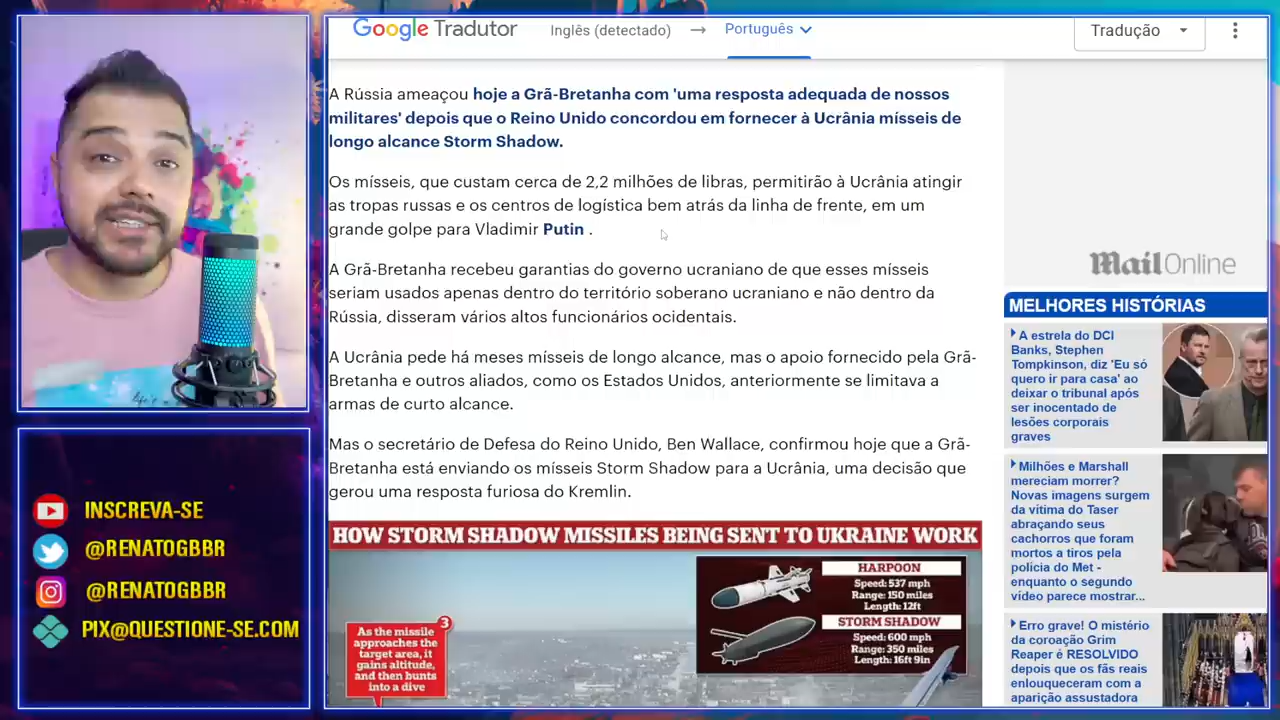 Google Tradutor
Inglês (detectado) → Português
Tradução
A Rússia ameaçou hoje a Grã-Bretanha com 'uma resposta adequada de nossos
militares' depois que o Reino Unido concordou em fornecer à Ucrânia mísseis de
longo alcance Storm Shadow.
Os mísseis, que custam cerca de 2,2 milhões de libras, permitirão à Ucrânia atingir
as tropas russas e os centros de logística bem atrás da linha de frente, em um
grande golpe para Vladimir Putin .
A Grã-Bretanha recebeu garantias do governo ucraniano de que esses mísseis
seriam usados apenas dentro do território soberano ucraniano e não dentro da
Rússia, disseram vários altos funcionários ocidentais.
A Ucrânia pede há meses mísseis de longo alcance, mas o apoio fornecido pela Grã-
Bretanha e outros aliados, como os Estados Unidos, anteriormente se limitava a
armas de curto alcance.
Mas o secretário de Defesa do Reino Unido, Ben Wallace, confirmou hoje que a Grã-
Bretanha está enviando os mísseis Storm Shadow para a Ucrânia, uma decisão que
gerou uma resposta furiosa do Kremlin.
HOW STORM SHADOW MISSILES BEING SENT TO UKRAINE WORK
HARPOON
Speed: 537 mph
Range: 150 miles
Length: 12ft
STORM SHADOW
Speed: 600 mph
Range: 350 miles
Length: 16ft 9in
3
As the missile
approaches the
target area, it
gains altitude,
and then bunts
into a dive
Mail Online
MELHORES HISTÓRIAS
A estrela do DCI
Banks, Stephen
Tompkinson, diz 'Eu só
quero ir para casa' ao
deixar o tribunal após
ser inocentado de
lesões corporais
graves
Milhões e Marshall
mereciam morrer?
Novas imagens surgem
da vítima do Taser
abraçando seus
cachorros que foram
mortos a tiros pela
polícia do Met -
enquanto o segundo
vídeo parece mostrar...
Erro grave! O mistério
da coroação Grim
Reaper é RESOLVIDO
depois que os fãs reais
enlouqueceram com a
aparição assustadora
INSCREVA-SE
@RENATOGBBR
@RENATOGBBR
PIX@QUESTIONE-SE.COM